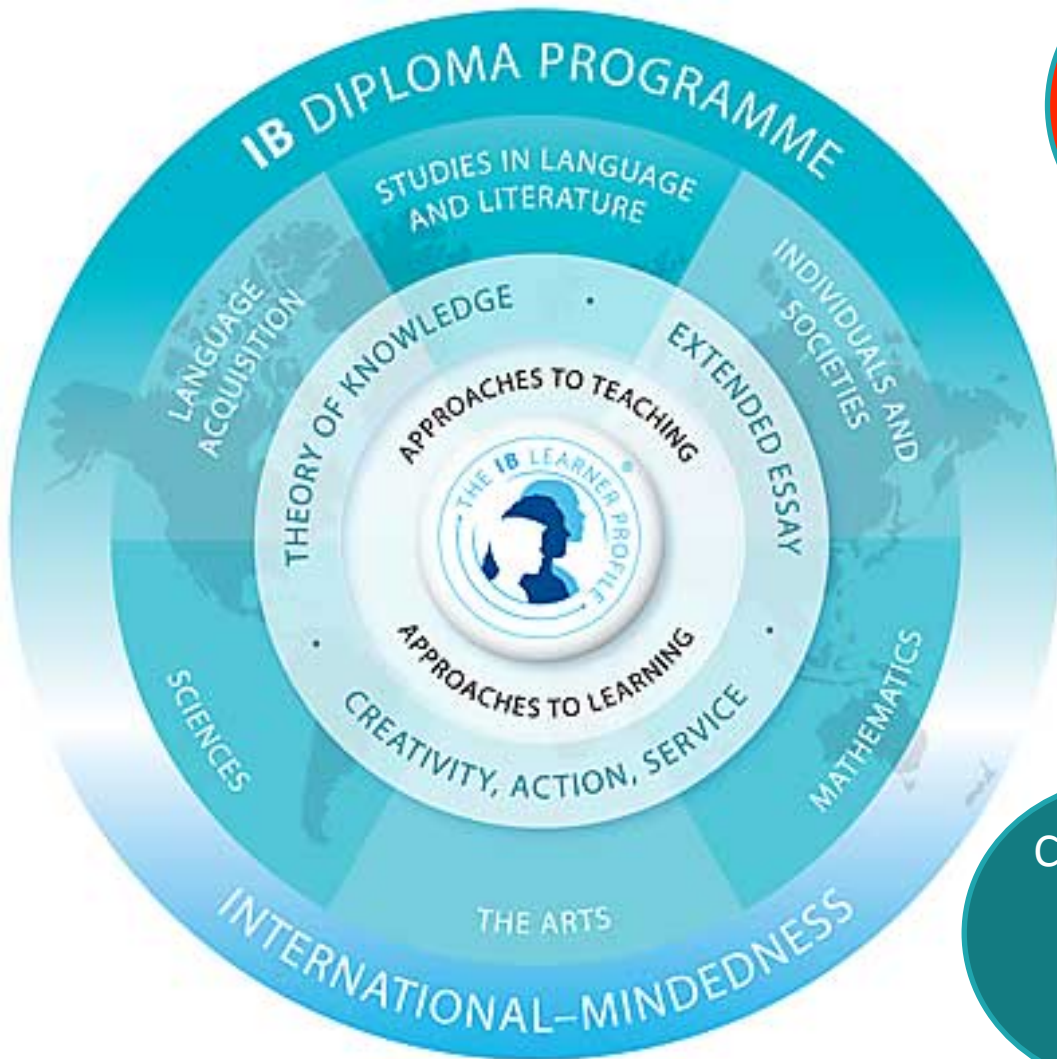 IB DIPLOMA PROGRAMME
STUDIES IN LANGUAGE
AND LITERATURE
LANGUAGE
ACQUISITION
INDIVIDUALS AND
SOCIETIES
THEORY OF KNOWLEDGE
EXTENDED ESSAY
APPROACHES TO TEACHING
THE IB LEARNER PROFILE
®
APPROACHES TO LEARNING
CREATIVITY, ACTION, SERVICE
SCIENCES
MATHEMATICS
THE ARTS
INTERNATIONAL–MINDEDNESS
C